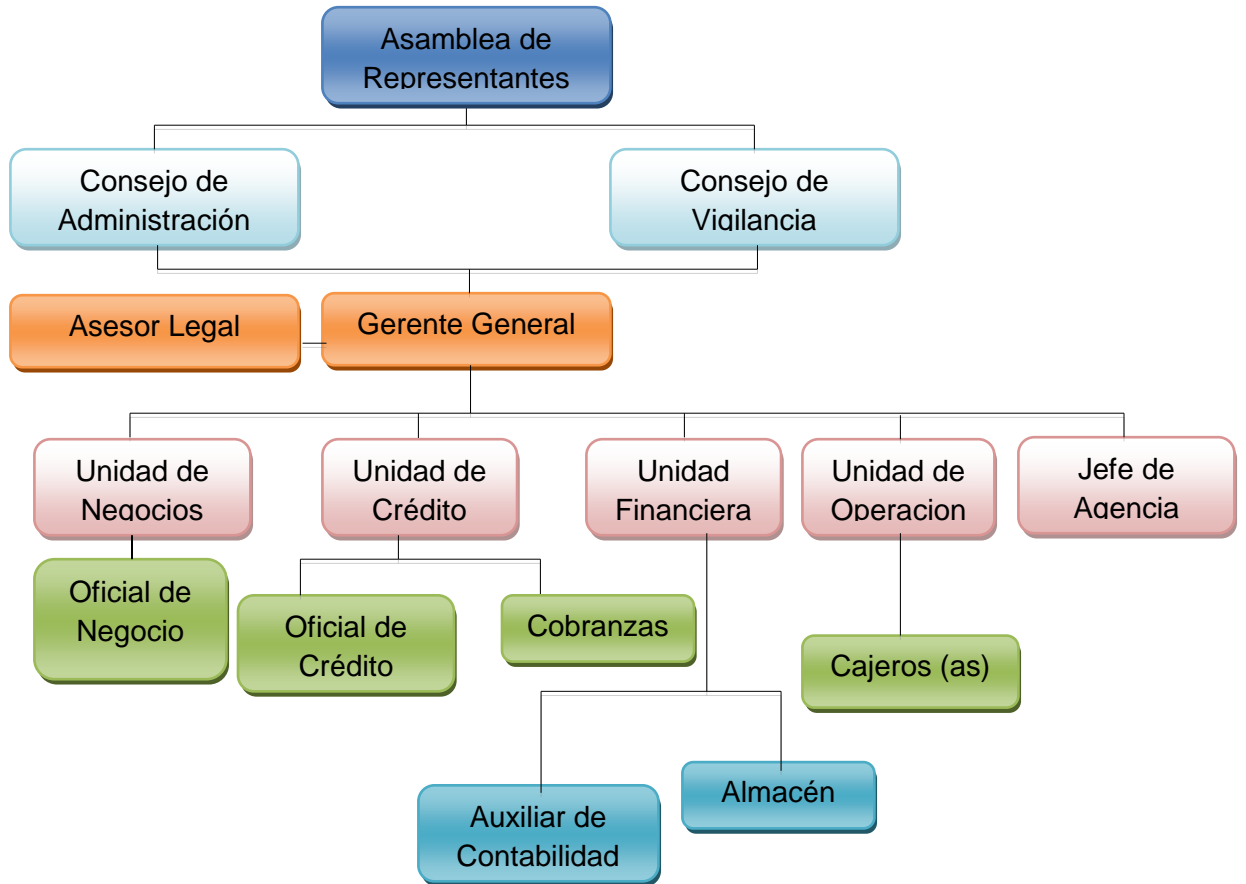 Asamblea de
Representantes
Consejo de
Administración
Consejo de
Vigilancia
Asesor Legal
Gerente General
Unidad de
Negocios
Unidad de
Crédito
Unidad
Financiera
Unidad de
Operacion
Jefe de
Agencia
Oficial de
Negocio
Oficial de
Crédito
Cobranzas
Cajeros (as)
Auxiliar de
Contabilidad
Almacén